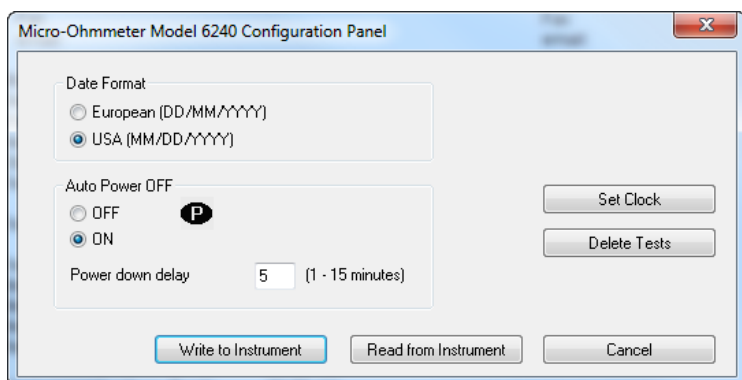 Micro-Ohmmeter Model 6240 Configuration Panel
Date Format
European (DD/MM/YYYY)
USA (MM/DD/YYYY)
Auto Power OFF
OFF
P
ON
Power down delay 5 (1 - 15 minutes)
Set Clock
Delete Tests
Write to Instrument Read from Instrument Cancel